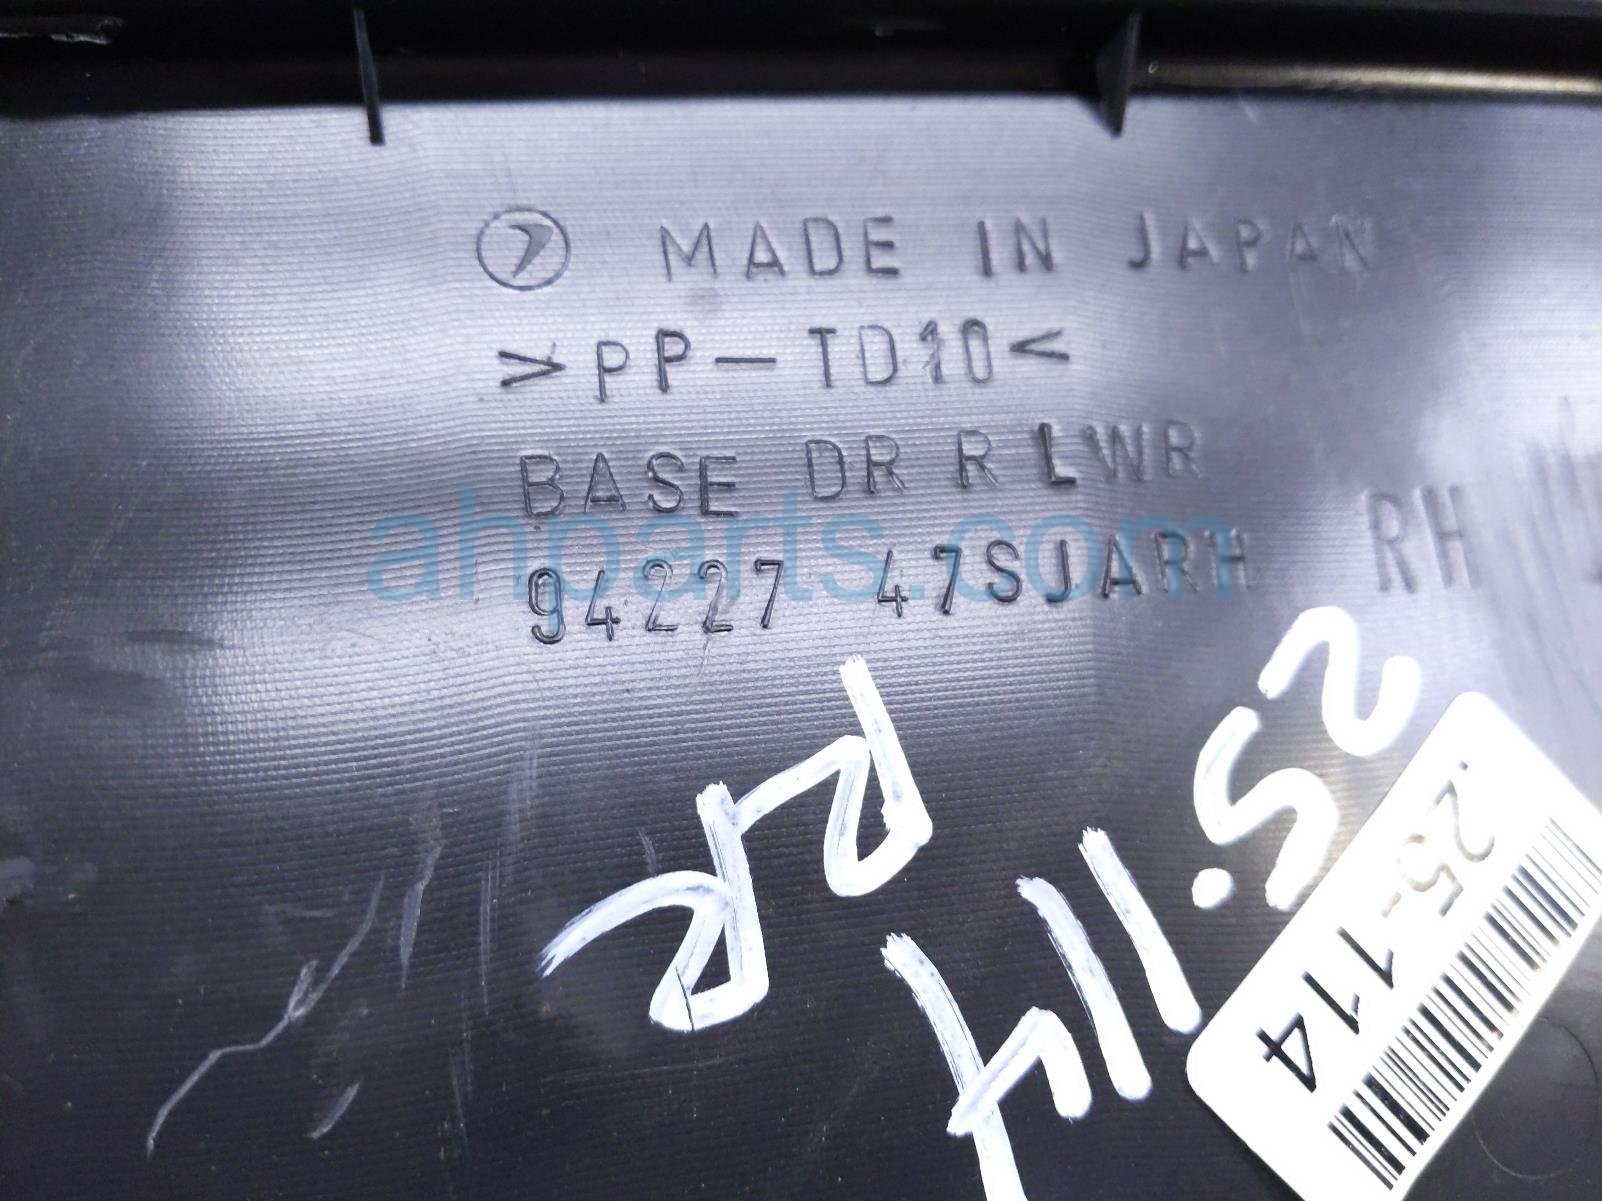 MADE IN JAPAN
>PP-TD10<
BASE DR R LWR
94227 47SJARH RH
ahparts.com
RR
25.114
25-114